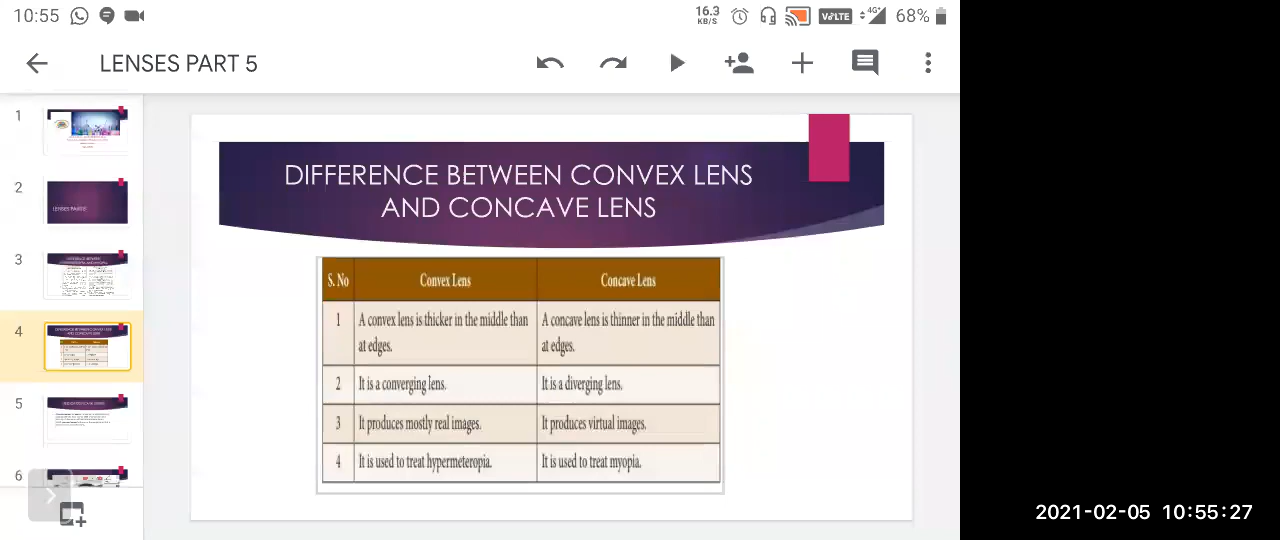 10:55
16.3
KB/S
VoLTE
4G+
68%
LENSES PART 5
1
2
3
4
5
6
DIFFERENCE BETWEEN CONVEX LENS
AND CONCAVE LENS
S. No Convex Lens Concave Lens
1 A convex lens is thicker in the middle than at edges. A concave lens is thinner in the middle than at edges.
2 It is a converging lens. It is a diverging lens.
3 It produces mostly real images. It produces virtual images.
4 It is used to treat hypermeteropia. It is used to treat myopia.
2021-02-05 10:55:27